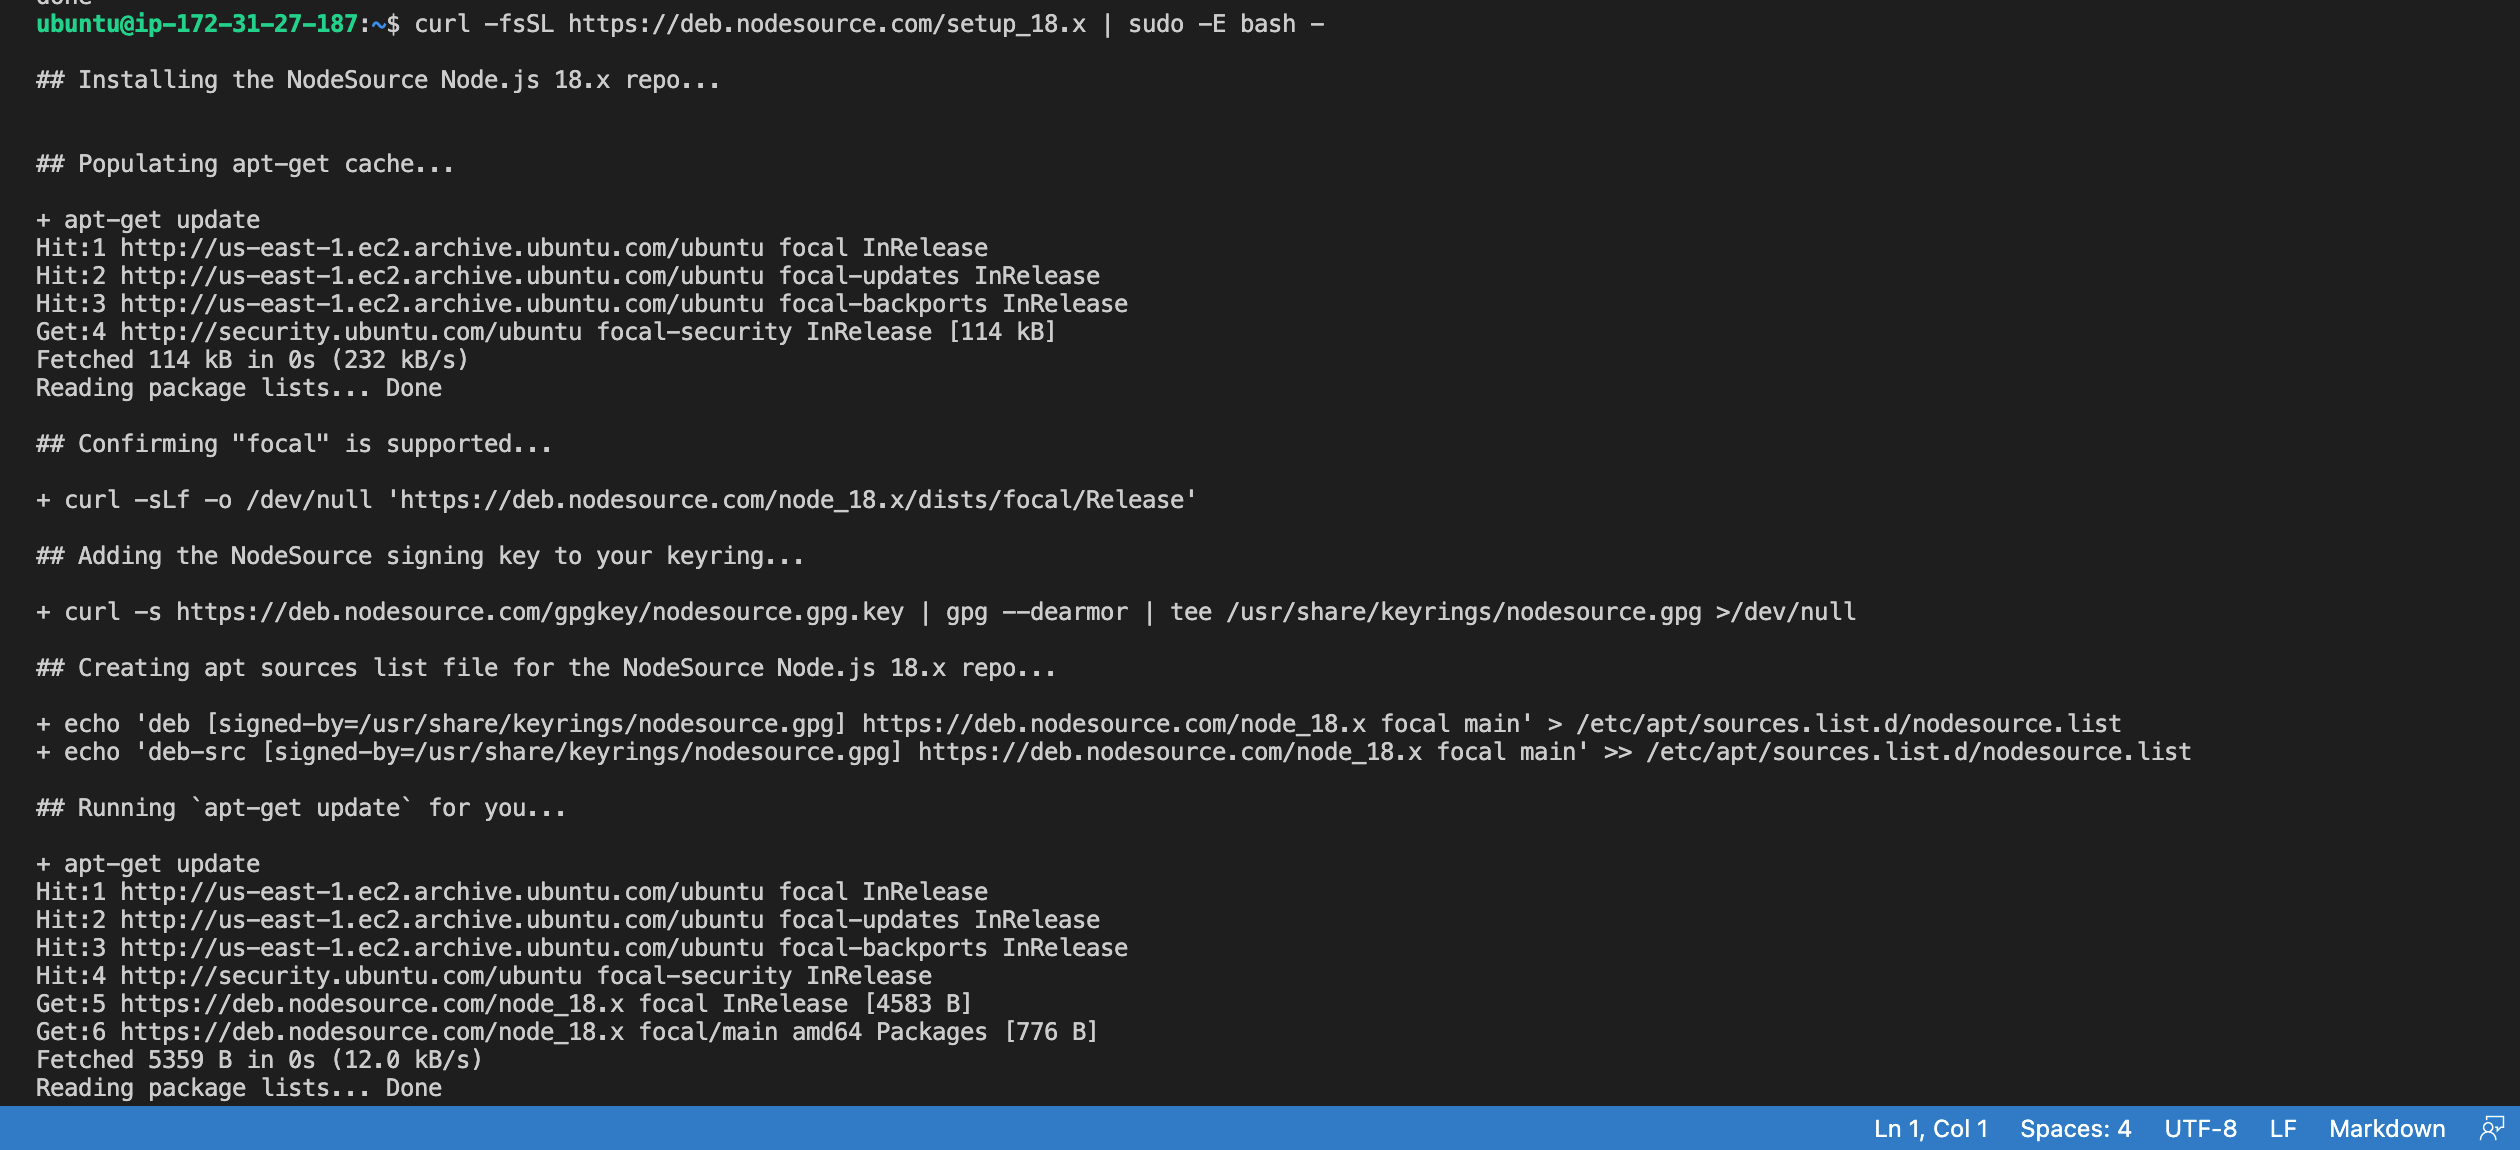 done
ubuntu@ip-172-31-27-187:~$ curl -fsSL https://deb.nodesource.com/setup_18.x | sudo -E bash -
## Installing the NodeSource Node.js 18.x repo...
## Populating apt-get cache...
+ apt-get update
Hit:1 http://us-east-1.ec2.archive.ubuntu.com/ubuntu focal InRelease
Hit:2 http://us-east-1.ec2.archive.ubuntu.com/ubuntu focal-updates InRelease
Hit:3 http://us-east-1.ec2.archive.ubuntu.com/ubuntu focal-backports InRelease
Get:4 http://security.ubuntu.com/ubuntu focal-security InRelease [114 kB]
Fetched 114 kB in 0s (232 kB/s)
Reading package lists... Done
## Confirming "focal" is supported...
+ curl -sLf -o /dev/null 'https://deb.nodesource.com/node_18.x/dists/focal/Release'
## Adding the NodeSource signing key to your keyring...
+ curl -s https://deb.nodesource.com/gpgkey/nodesource.gpg.key | gpg --dearmor | tee /usr/share/keyrings/nodesource.gpg >/dev/null
## Creating apt sources list file for the NodeSource Node.js 18.x repo...
+ echo 'deb [signed-by=/usr/share/keyrings/nodesource.gpg] https://deb.nodesource.com/node_18.x focal main' > /etc/apt/sources.list.d/nodesource.list
+ echo 'deb-src [signed-by=/usr/share/keyrings/nodesource.gpg] https://deb.nodesource.com/node_18.x focal main' >> /etc/apt/sources.list.d/nodesource.list
## Running `apt-get update` for you...
+ apt-get update
Hit:1 http://us-east-1.ec2.archive.ubuntu.com/ubuntu focal InRelease
Hit:2 http://us-east-1.ec2.archive.ubuntu.com/ubuntu focal-updates InRelease
Hit:3 http://us-east-1.ec2.archive.ubuntu.com/ubuntu focal-backports InRelease
Hit:4 http://security.ubuntu.com/ubuntu focal-security InRelease
Get:5 https://deb.nodesource.com/node_18.x focal InRelease [4583 B]
Get:6 https://deb.nodesource.com/node_18.x focal/main amd64 Packages [776 B]
Fetched 5359 B in 0s (12.0 kB/s)
Reading package lists... Done
Ln 1, Col 1 Spaces: 4 UTF-8 LF Markdown